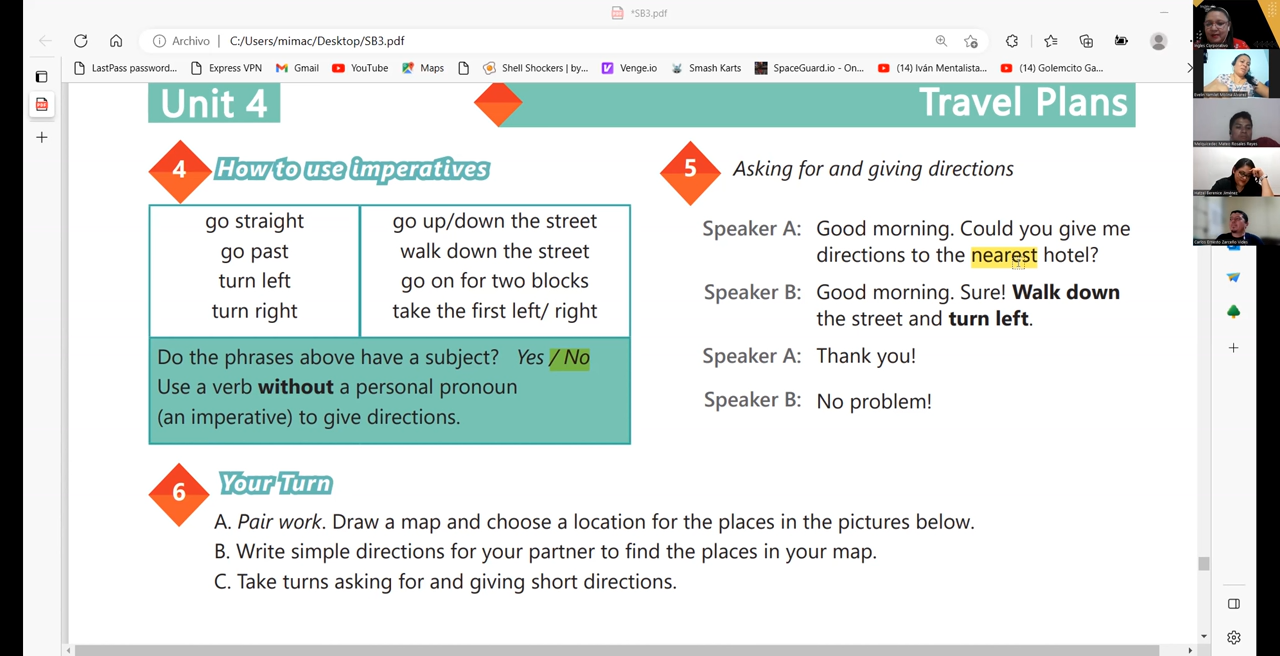 *SB3.pdf
Archivo
C:/Users/mimac/Desktop/SB3.pdf
LastPass password...
Express VPN
Gmail
YouTube
Maps
Shell Shockers | by...
Venge.io
Smash Karts
SpaceGuard.io - On...
(14) Iván Mentalista...
(14) Golemcito Ga...
Unit 4
Travel Plans
4
How to use imperatives
go straight
go past
turn left
turn right
go up/down the street
walk down the street
go on for two blocks
take the first left/ right
Do the phrases above have a subject? Yes / No
Use a verb without a personal pronoun
(an imperative) to give directions.
5
Asking for and giving directions
Speaker A: Good morning. Could you give me
directions to the nearest hotel?
Speaker B: Good morning. Sure! Walk down
the street and turn left.
Speaker A: Thank you!
Speaker B: No problem!
6
Your Turn
A. Pair work. Draw a map and choose a location for the places in the pictures below.
B. Write simple directions for your partner to find the places in your map.
C. Take turns asking for and giving short directions.